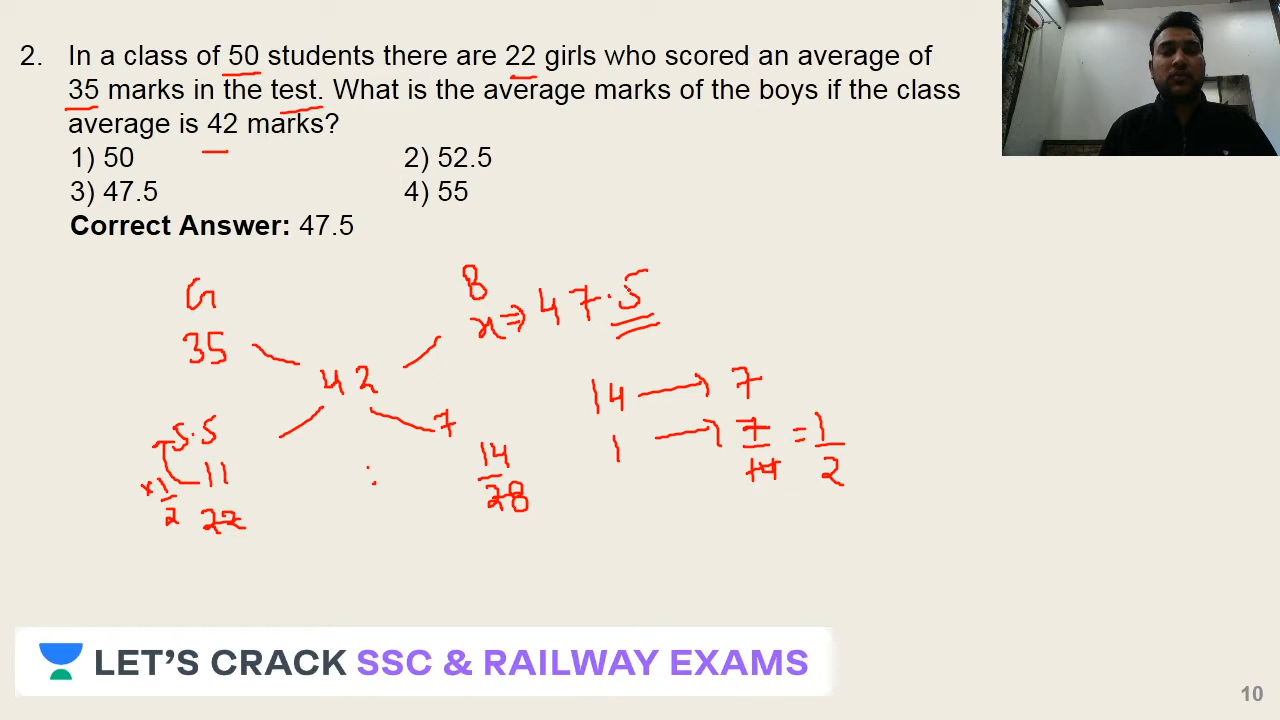 2. In a class of 50 students there are 22 girls who scored an average of
35 marks in the test. What is the average marks of the boys if the class
average is 42 marks?
1) 50 2) 52.5
3) 47.5 4) 55
Correct Answer: 47.5
G B
35 x ⇒ 47.5
42
14 → 7
5.5 7
1 → 7/14 = 1/2
×1/2 11 : 14
22 28
LET'S CRACK SSC & RAILWAY EXAMS
10